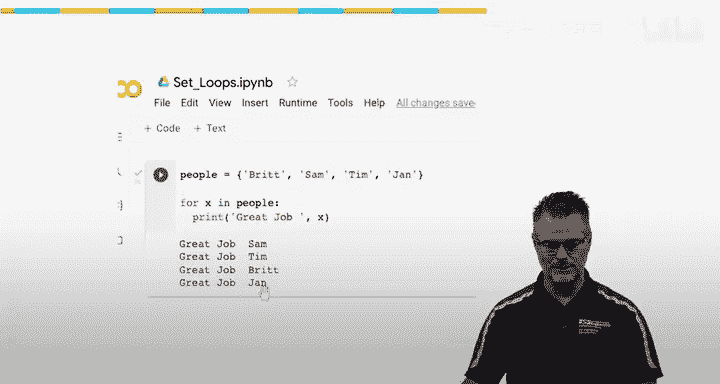 Set_Loops.ipynb
File Edit View Insert Runtime Tools Help All changes save
+ Code + Text
people = {'Britt', 'Sam', 'Tim', 'Jan'}
for x in people:
print('Great Job ', x)
Great Job  Sam
Great Job  Tim
Great Job  Britt
Great Job  Jan